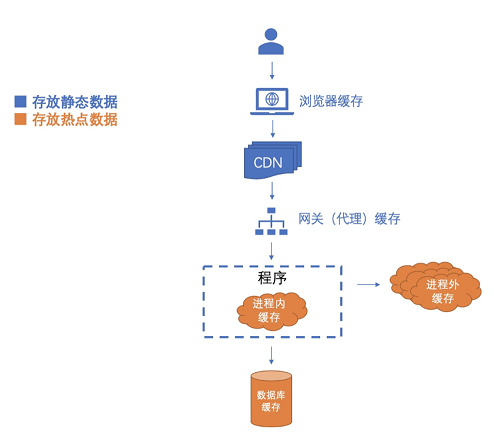 存放静态数据
存放热点数据
浏览器缓存
CDN
网关（代理）缓存
程序
进程内
缓存
进程外
缓存
数据库
缓存